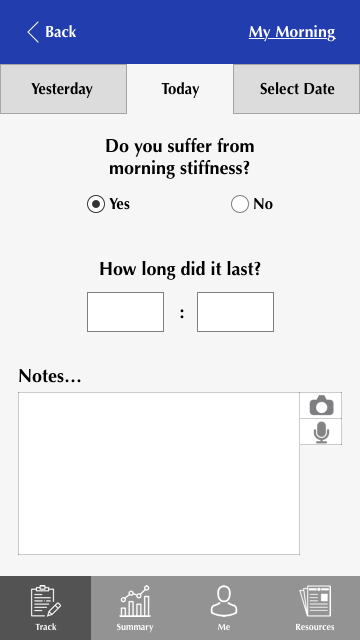 Back
My Morning
Yesterday
Today
Select Date
Do you suffer from
morning stiffness?
Yes
No
How long did it last?
:
Notes...
Track
Summary
Me
Resources